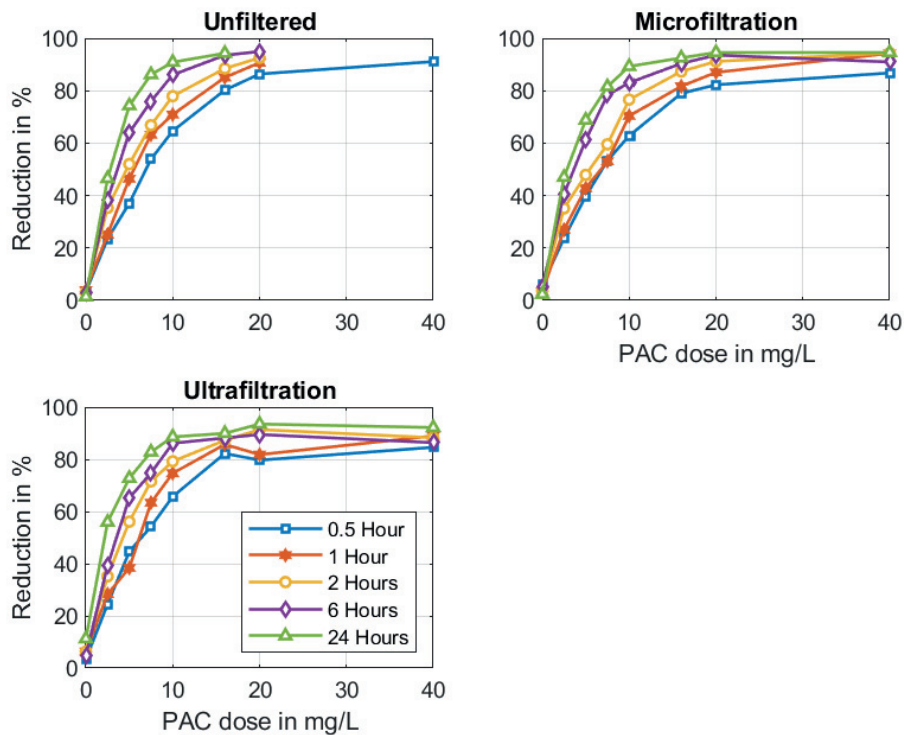 Unfiltered
100
80
60
40
20
0
Reduction in %
0 10 20 30 40
Microfiltration
100
80
60
40
20
0
0 10 20 30 40
PAC dose in mg/L
Ultrafiltration
100
80
60
40
20
0
Reduction in %
0.5 Hour
1 Hour
2 Hours
6 Hours
24 Hours
0 10 20 30 40
PAC dose in mg/L